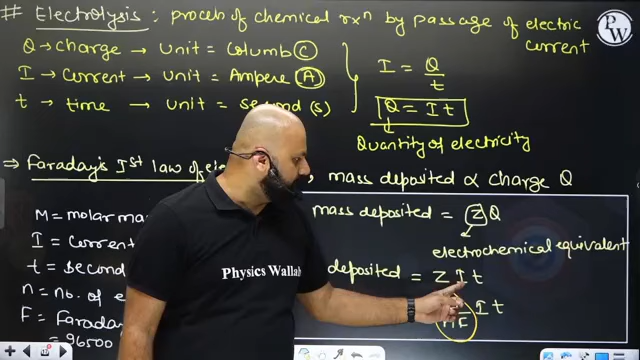 # Electrolysis : process of chemical rxⁿ by passage of electric current
Q → Charge → Unit = Columb (C)
I → Current → Unit = Ampere (A)
t → time → unit = second (s)
I = Q/t
Q = It
Quantity of electricity
⇒ Faraday's Iˢᵗ law of , mass deposited ∝ charge Q
M = molar
I = Current
t = second
n = no. of
F = Faraday
= 96500
mass deposited = ZQ
electrochemical equivalent
deposited = Z I t
nF I t
Physics Wallah
PW